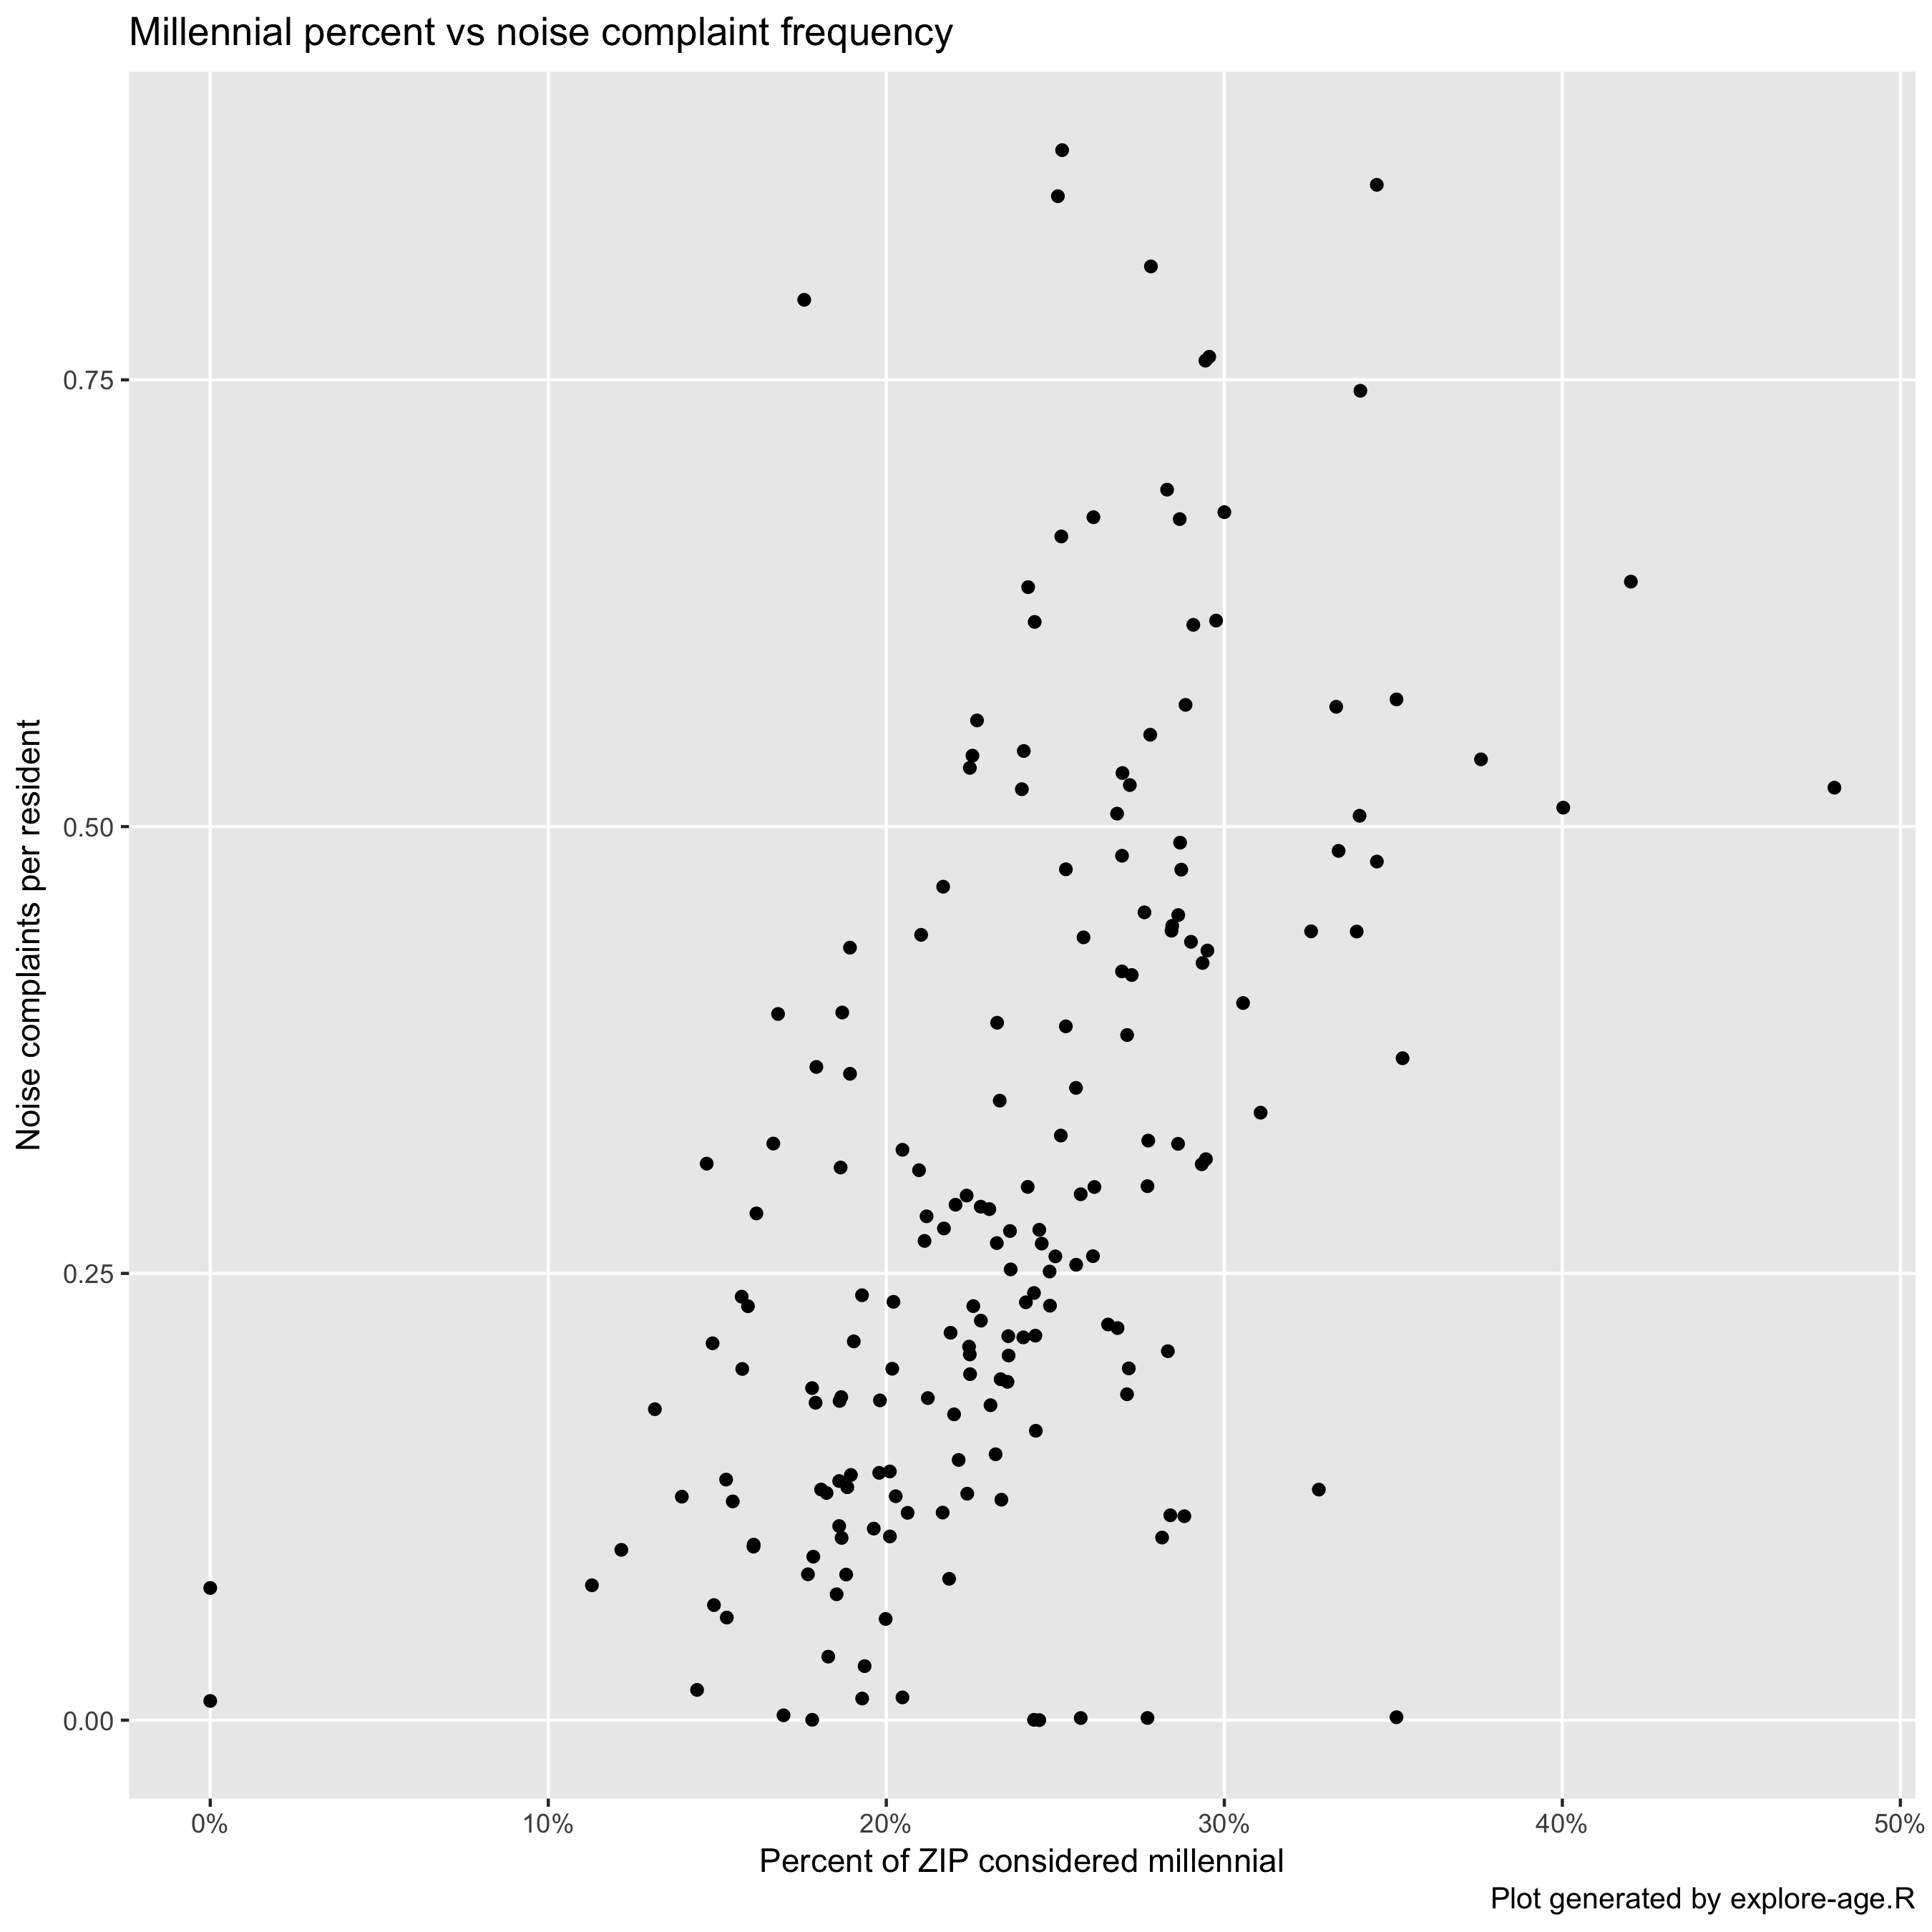 Millennial percent vs noise complaint frequency
Noise complaints per resident
0.75
0.50
0.25
0.00
0% 10% 20% 30% 40% 50%
Percent of ZIP considered millennial
Plot generated by explore-age.R